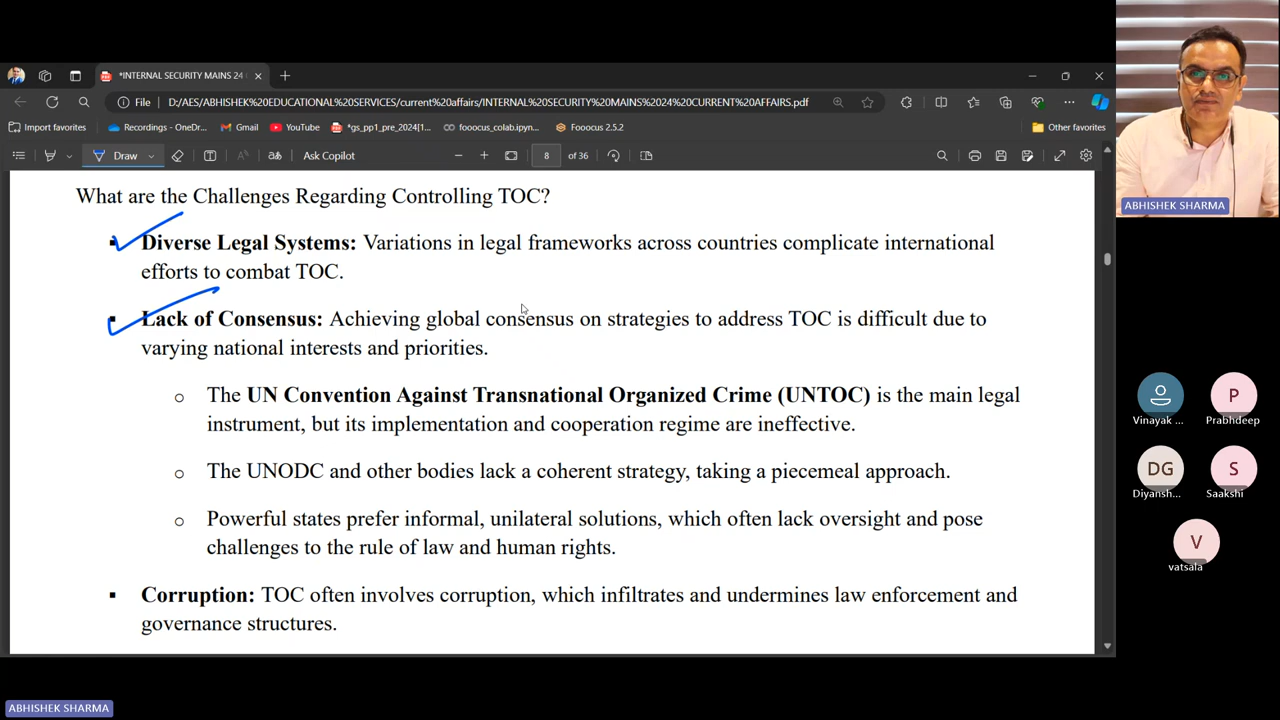 *INTERNAL SECURITY MAINS 24
File
D:/AES/ABHISHEK%20EDUCATIONAL%20SERVICES/current%20affairs/INTERNAL%20SECURITY%20MAINS%2024%20CURRENT%20AFFAIRS.pdf
Import favorites
Recordings - OneDr...
Gmail
YouTube
*gs_pp1_pre_2024[1...
fooocus_colab.ipyn...
Fooocus 2.5.2
Other favorites
Draw
Ask Copilot
8 of 36
What are the Challenges Regarding Controlling TOC?
▪ Diverse Legal Systems: Variations in legal frameworks across countries complicate international
efforts to combat TOC.
▪ Lack of Consensus: Achieving global consensus on strategies to address TOC is difficult due to
varying national interests and priorities.
o The UN Convention Against Transnational Organized Crime (UNTOC) is the main legal
instrument, but its implementation and cooperation regime are ineffective.
o The UNODC and other bodies lack a coherent strategy, taking a piecemeal approach.
o Powerful states prefer informal, unilateral solutions, which often lack oversight and pose
challenges to the rule of law and human rights.
▪ Corruption: TOC often involves corruption, which infiltrates and undermines law enforcement and
governance structures.
ABHISHEK SHARMA
Vinayak ...
P
Prabhdeep
DG
Diyansh...
S
Saakshi
V
vatsala
ABHISHEK SHARMA